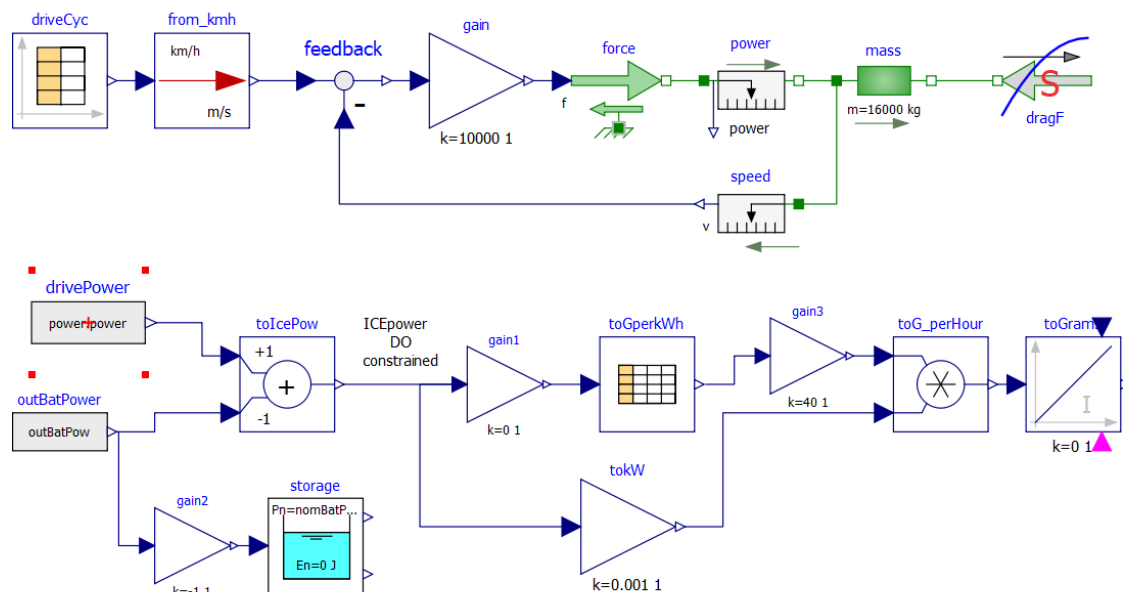 driveCyc
from_kmh
km/h
m/s
feedback
-
gain
k=10000 1
force
f
power
power
speed
v
mass
m=16000 kg
S
dragF
drivePower
power.power
outBatPower
outBatPow
toIcePow
+1
+
-1
ICEpower
DO
constrained
gain1
k=0 1
toGperkWh
gain3
k=40 1
toG_perHour
toGram
I
k=0 1
tokW
k=0.001 1
gain2
k=-1 1
storage
Pn=nomBatP...
En=0 J